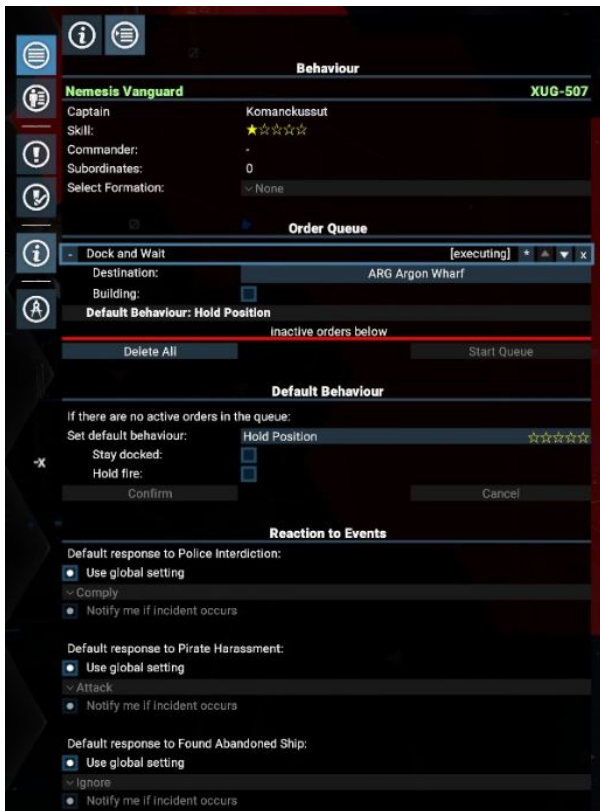 Behaviour
Nemesis Vanguard XUG-507
Captain Komanckussut
Skill: ★☆☆☆☆
Commander: -
Subordinates: 0
Select Formation: None
Order Queue
- Dock and Wait [executing] * ▲ ▼ x
Destination: ARG Argon Wharf
Building:
Default Behaviour: Hold Position
inactive orders below
Delete All Start Queue
Default Behaviour
If there are no active orders in the queue:
Set default behaviour: Hold Position ☆☆☆☆☆
Stay docked:
Hold fire:
-X
Confirm Cancel
Reaction to Events
Default response to Police Interdiction:
Use global setting
Comply
Notify me if incident occurs
Default response to Pirate Harassment:
Use global setting
Attack
Notify me if incident occurs
Default response to Found Abandoned Ship:
Use global setting
Ignore
Notify me if incident occurs